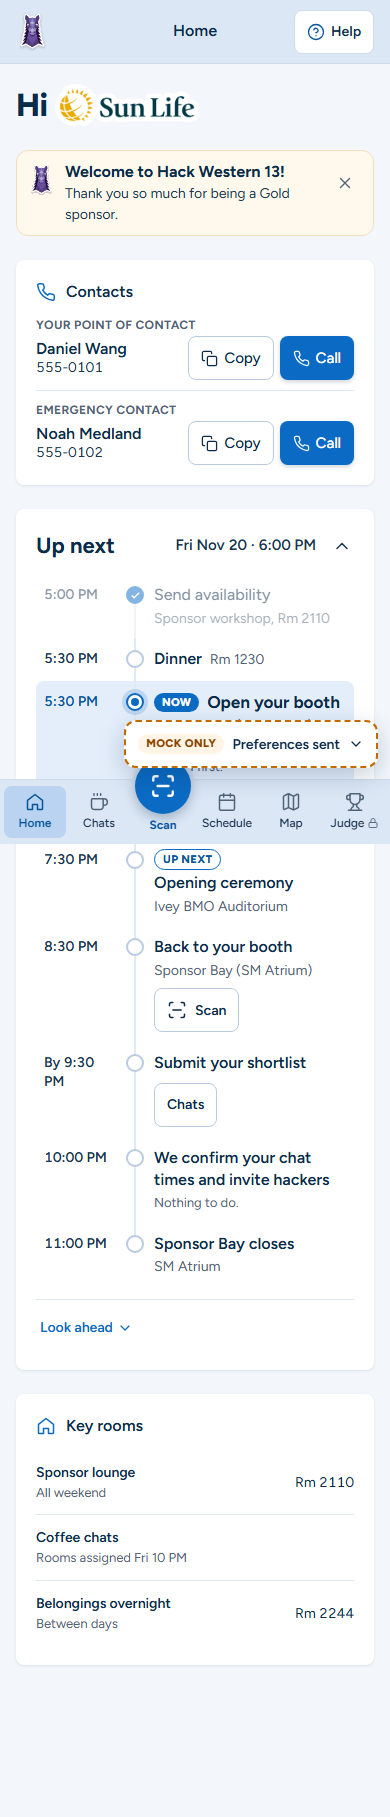 Home
Help
Hi Sun Life
Welcome to Hack Western 13!
Thank you so much for being a Gold
sponsor.
Contacts
YOUR POINT OF CONTACT
Daniel Wang
555-0101
Copy
Call
EMERGENCY CONTACT
Noah Medland
555-0102
Copy
Call
Up next
Fri Nov 20 · 6:00 PM
5:00 PM
Send availability
Sponsor workshop, Rm 2110
5:30 PM
Dinner Rm 1230
5:30 PM
NOW Open your booth
MOCK ONLY Preferences sent
First.
Home
Chats
Scan
Schedule
Map
Judge
7:30 PM
UP NEXT
Opening ceremony
Ivey BMO Auditorium
8:30 PM
Back to your booth
Sponsor Bay (SM Atrium)
Scan
By 9:30
PM
Submit your shortlist
Chats
10:00 PM
We confirm your chat
times and invite hackers
Nothing to do.
11:00 PM
Sponsor Bay closes
SM Atrium
Look ahead
Key rooms
Sponsor lounge
All weekend
Rm 2110
Coffee chats
Rooms assigned Fri 10 PM
Belongings overnight
Between days
Rm 2244